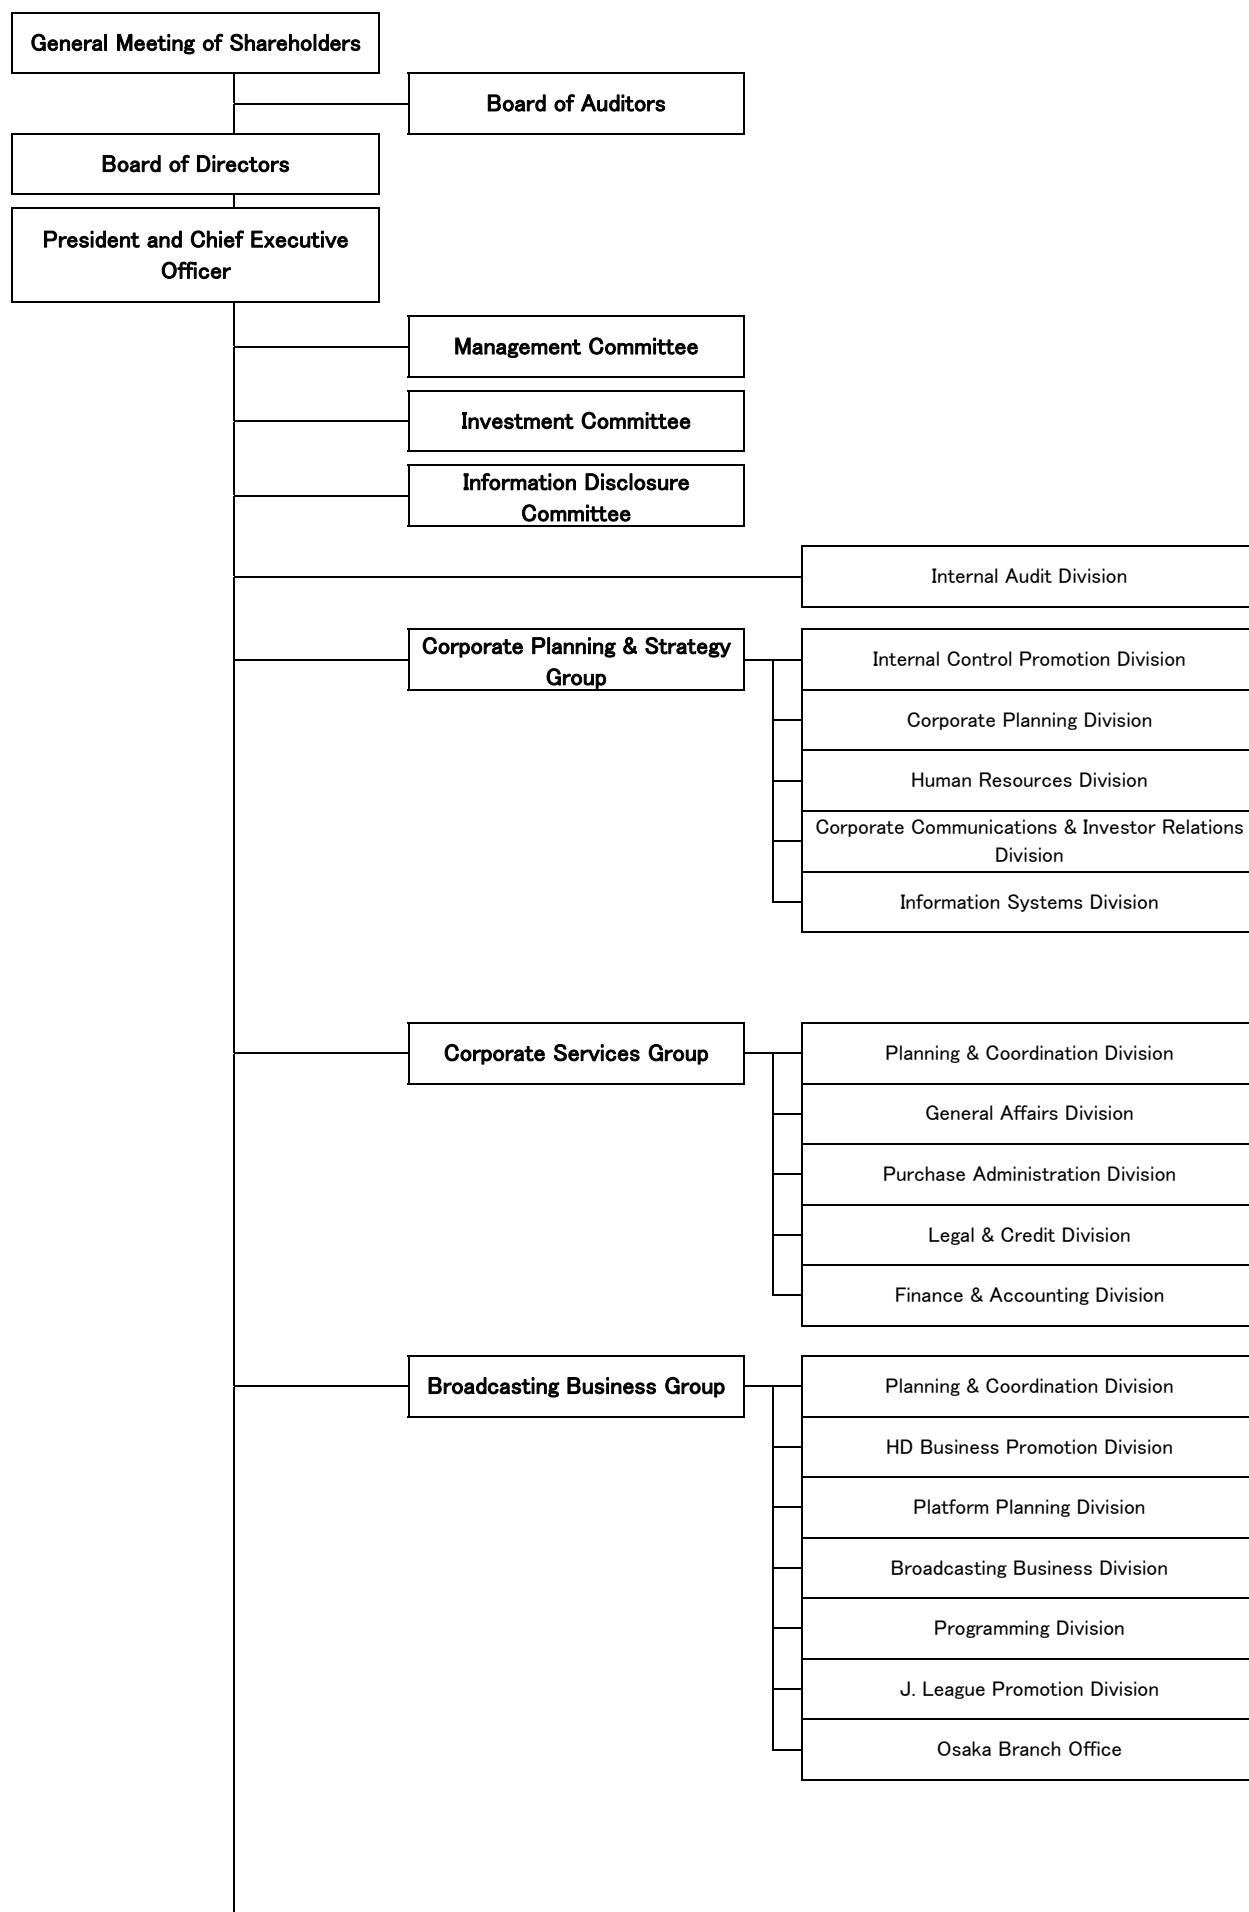 General Meeting of Shareholders
Board of Auditors
Board of Directors
President and Chief Executive
Officer
Management Committee
Investment Committee
Information Disclosure
Committee
Internal Audit Division
Corporate Planning & Strategy
Group
Internal Control Promotion Division
Corporate Planning Division
Human Resources Division
Corporate Communications & Investor Relations
Division
Information Systems Division
Corporate Services Group
Planning & Coordination Division
General Affairs Division
Purchase Administration Division
Legal & Credit Division
Finance & Accounting Division
Broadcasting Business Group
Planning & Coordination Division
HD Business Promotion Division
Platform Planning Division
Broadcasting Business Division
Programming Division
J. League Promotion Division
Osaka Branch Office